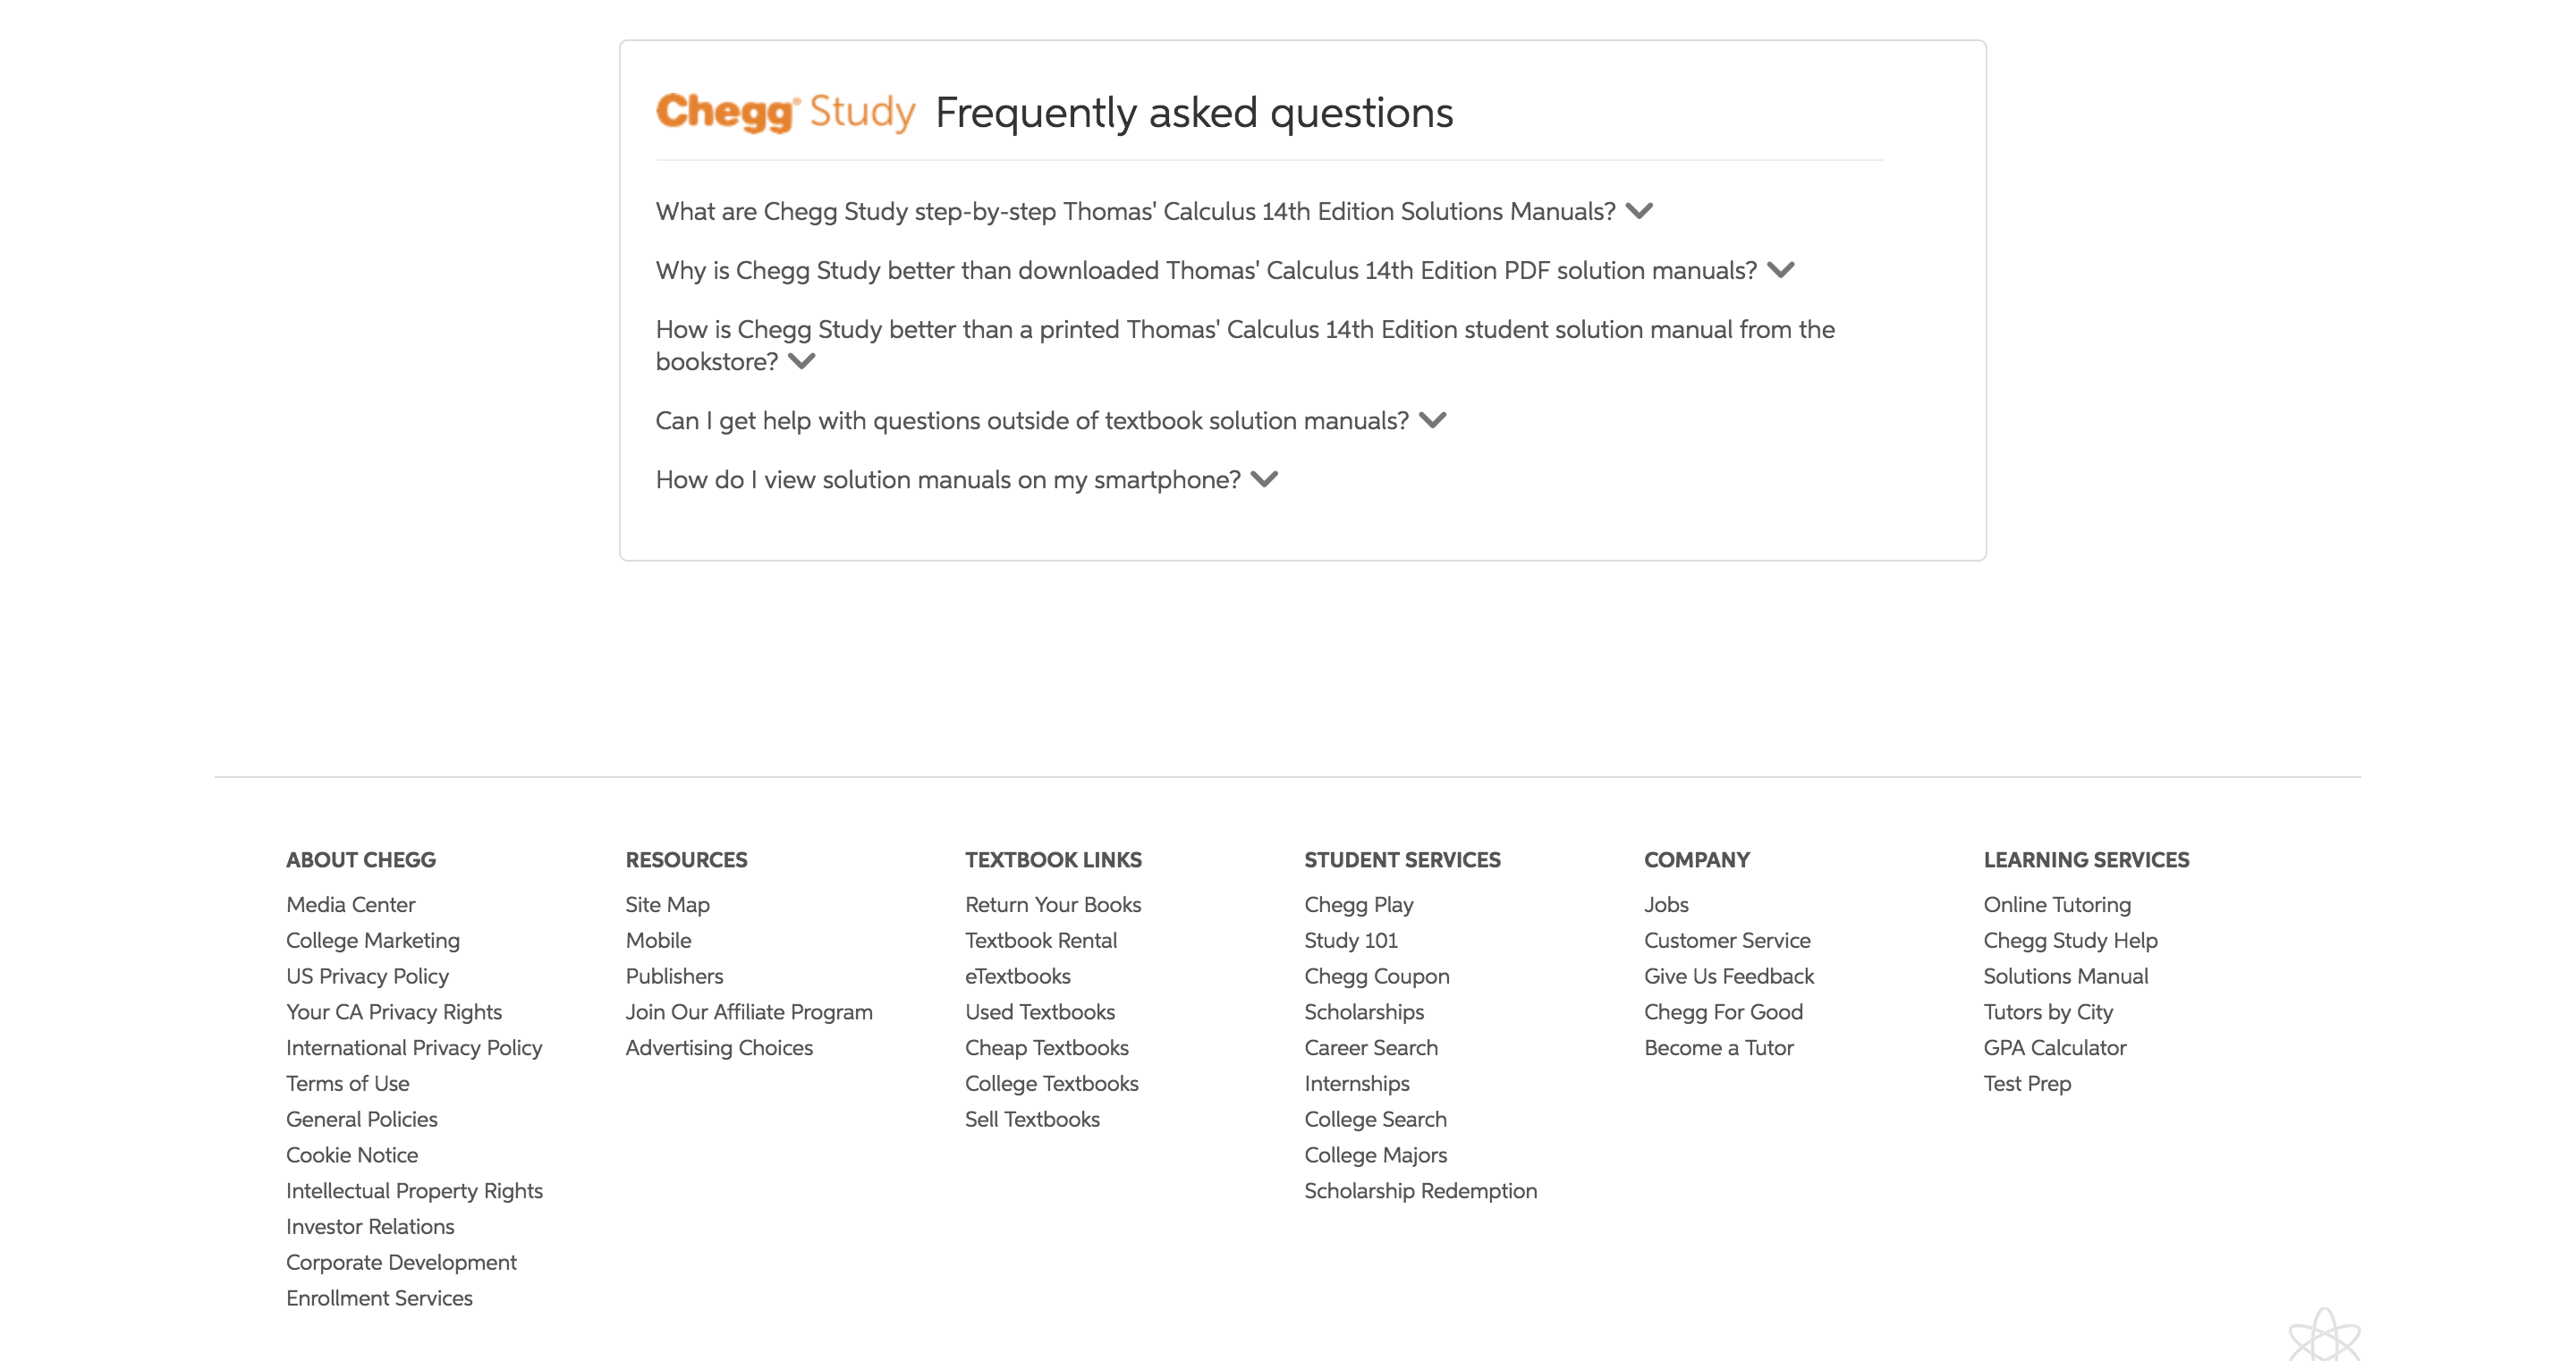 Chegg® Study Frequently asked questions
What are Chegg Study step-by-step Thomas' Calculus 14th Edition Solutions Manuals?
Why is Chegg Study better than downloaded Thomas' Calculus 14th Edition PDF solution manuals?
How is Chegg Study better than a printed Thomas' Calculus 14th Edition student solution manual from the
bookstore?
Can I get help with questions outside of textbook solution manuals?
How do I view solution manuals on my smartphone?
ABOUT CHEGG
Media Center
College Marketing
US Privacy Policy
Your CA Privacy Rights
International Privacy Policy
Terms of Use
General Policies
Cookie Notice
Intellectual Property Rights
Investor Relations
Corporate Development
Enrollment Services
RESOURCES
Site Map
Mobile
Publishers
Join Our Affiliate Program
Advertising Choices
TEXTBOOK LINKS
Return Your Books
Textbook Rental
eTextbooks
Used Textbooks
Cheap Textbooks
College Textbooks
Sell Textbooks
STUDENT SERVICES
Chegg Play
Study 101
Chegg Coupon
Scholarships
Career Search
Internships
College Search
College Majors
Scholarship Redemption
COMPANY
Jobs
Customer Service
Give Us Feedback
Chegg For Good
Become a Tutor
LEARNING SERVICES
Online Tutoring
Chegg Study Help
Solutions Manual
Tutors by City
GPA Calculator
Test Prep